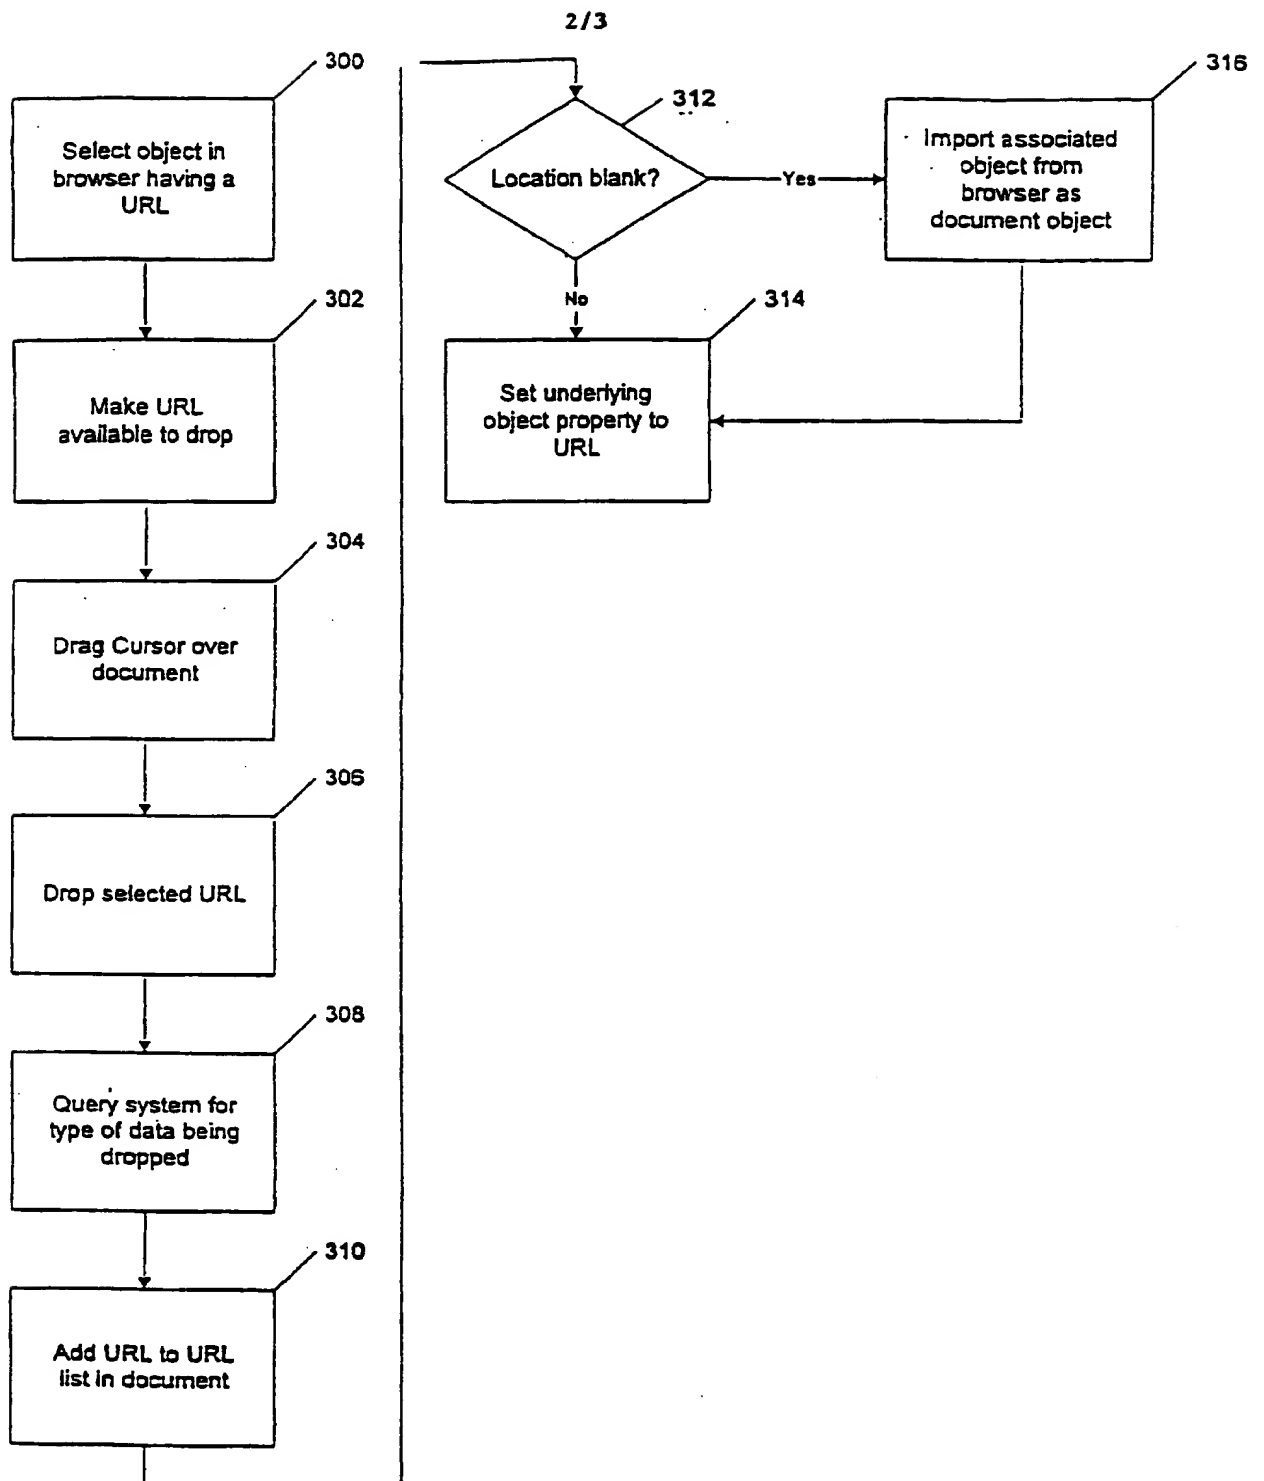 2/3
300
Select object in
browser having a
URL
302
Make URL
available to drop
304
Drag Cursor over
document
306
Drop selected URL
308
Query system for
type of data being
dropped
310
Add URL to URL
list in document
312
Location blank?
Yes
316
Import associated
object from
browser as
document object
No
314
Set underlying
object property to
URL